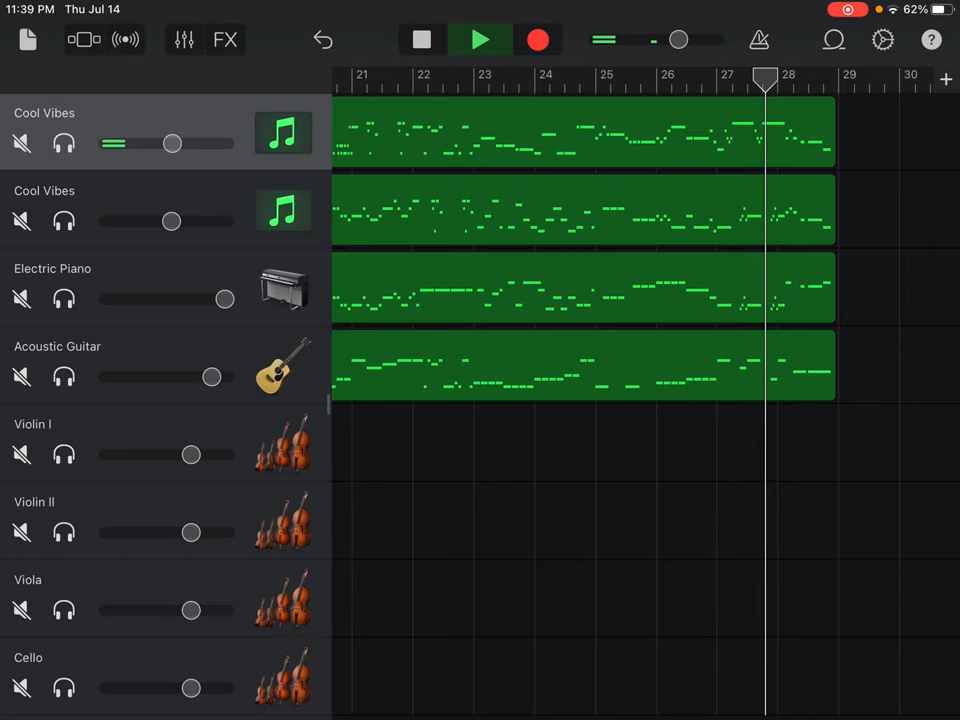 11:39 PM Thu Jul 14
62%
FX
?
21 22 23 24 25 26 27 28 29 30 +
Cool Vibes
Cool Vibes
Electric Piano
Acoustic Guitar
Violin I
Violin II
Viola
Cello